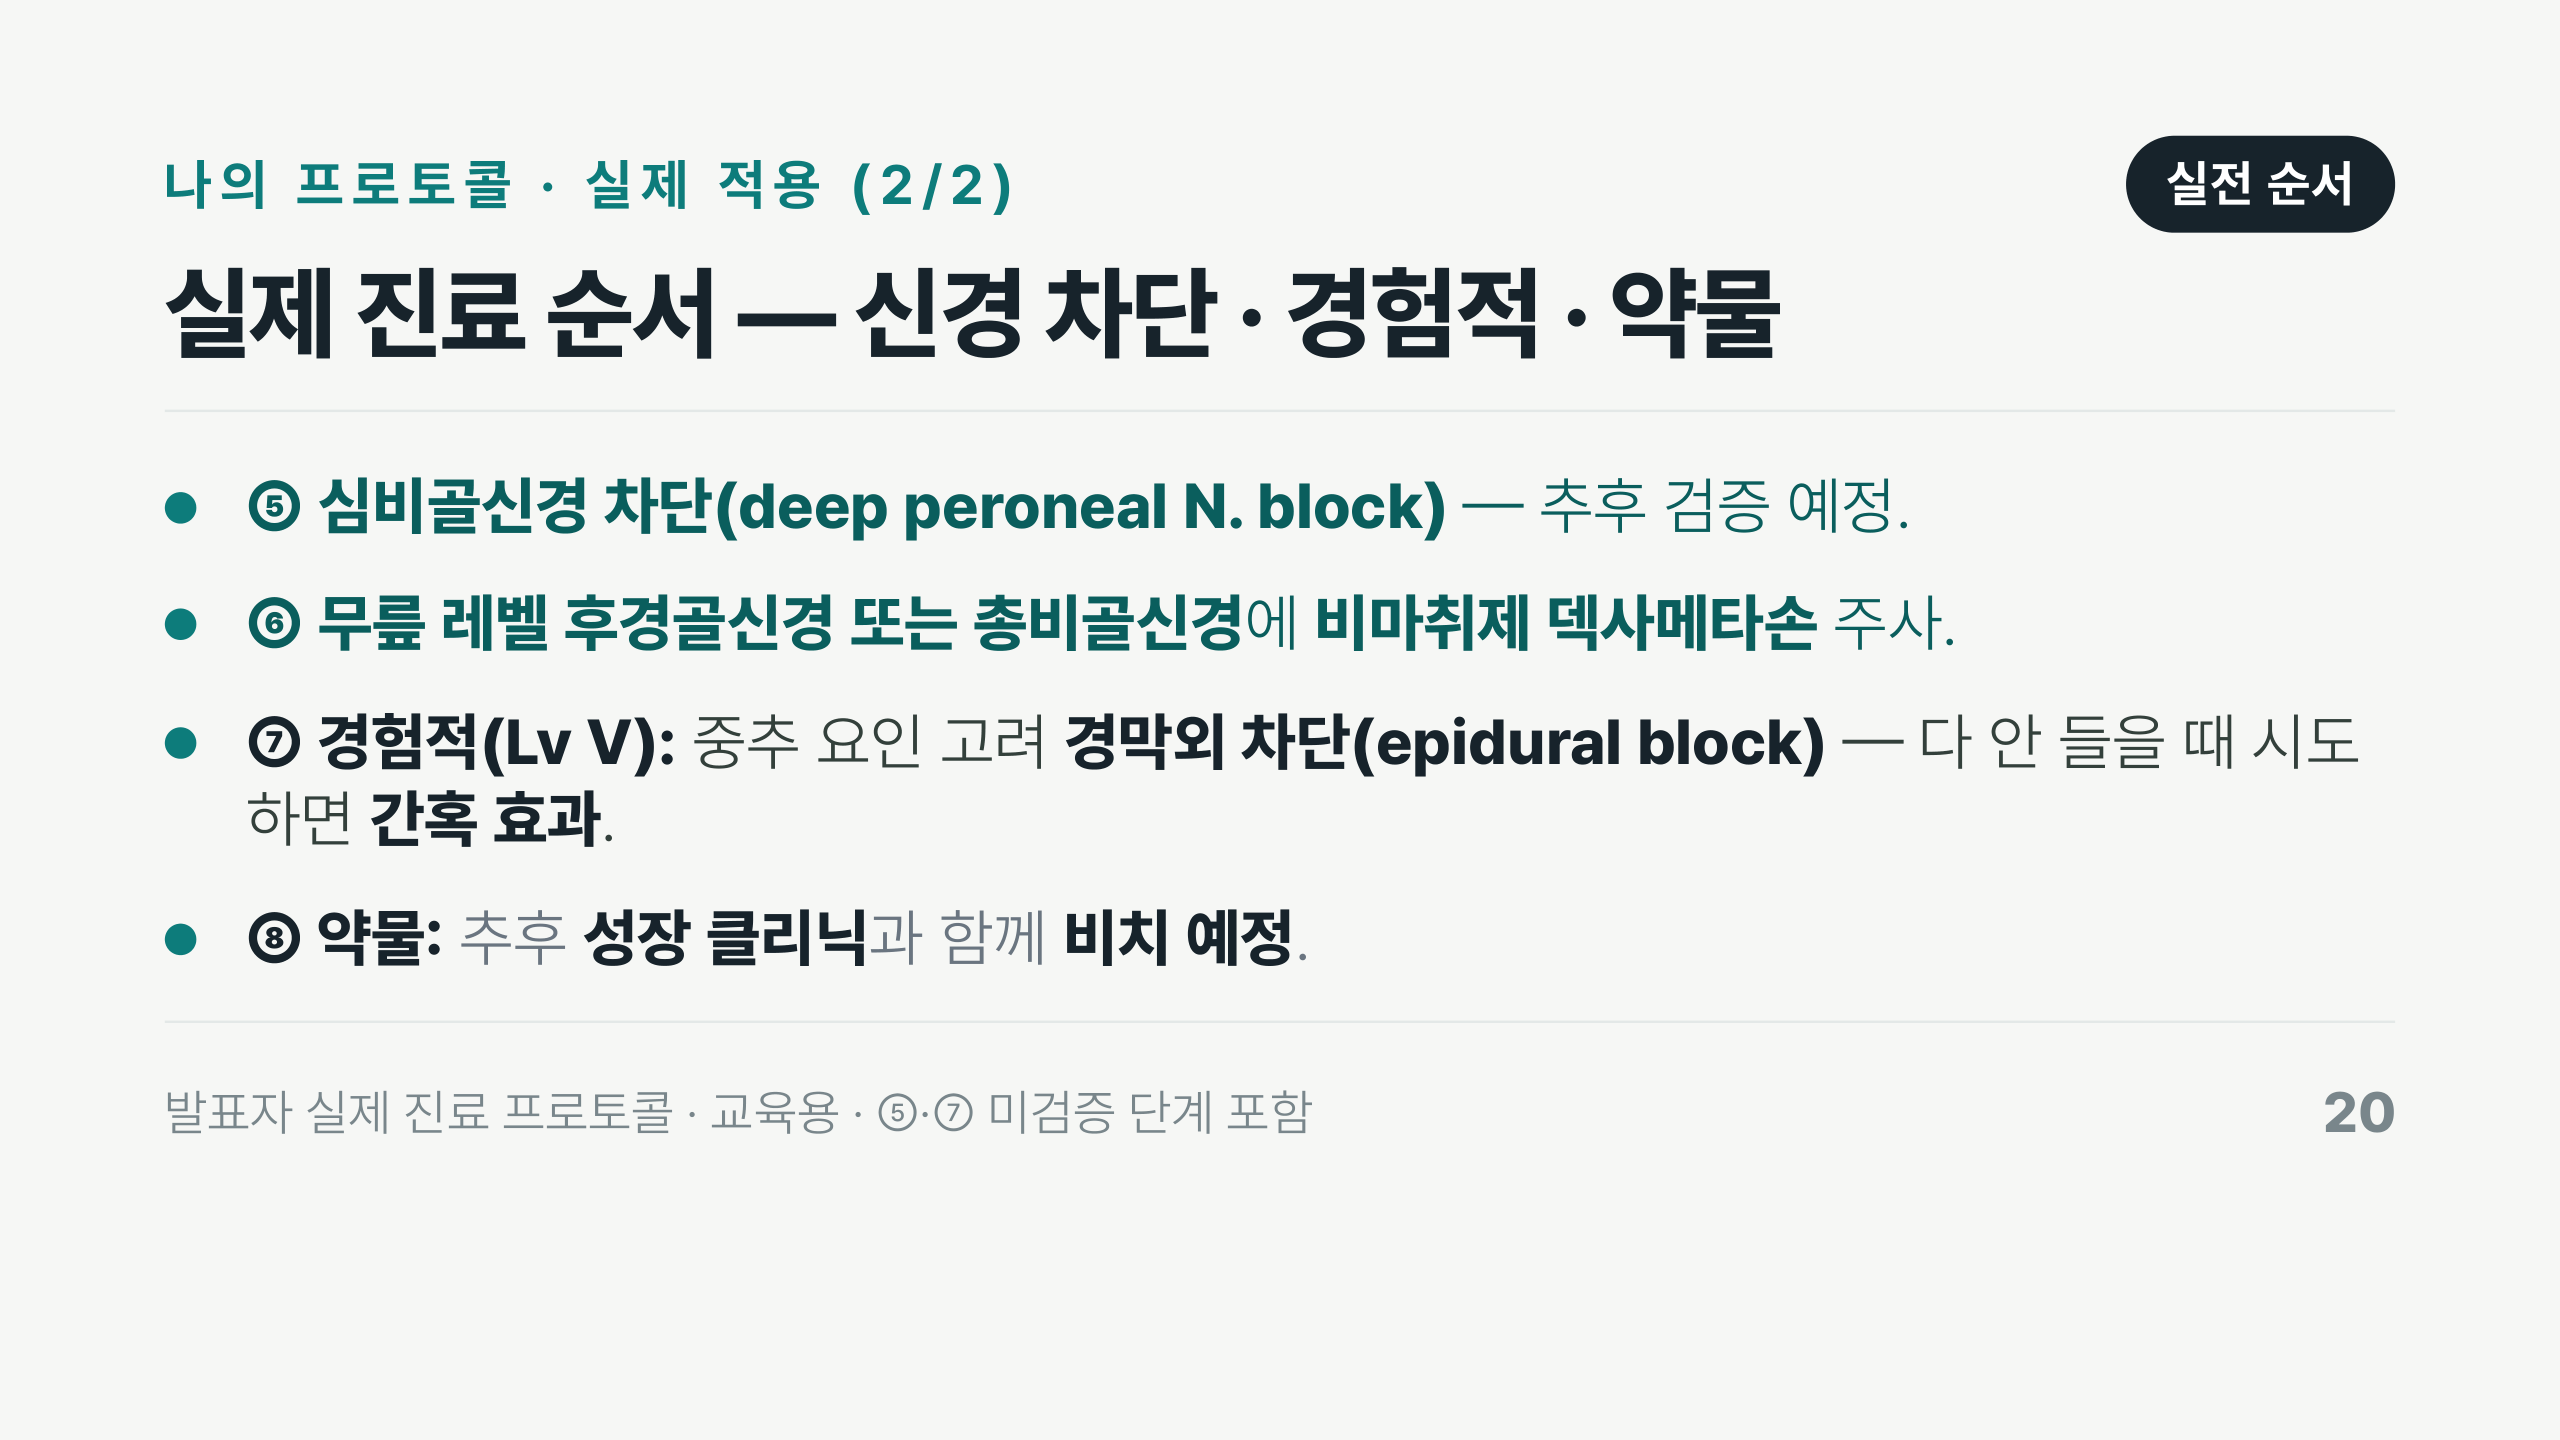 나의 프로토콜 · 실제 적용 (2/2)
실전 순서
실제 진료 순서 — 신경 차단 · 경험적 · 약물
⑤ 심비골신경 차단(deep peroneal N. block) — 추후 검증 예정.
⑥ 무릎 레벨 후경골신경 또는 총비골신경에 비마취제 덱사메타손 주사.
⑦ 경험적(Lv V): 중추 요인 고려 경막외 차단(epidural block) — 다 안 들을 때 시도
하면 간혹 효과.
⑧ 약물: 추후 성장 클리닉과 함께 비치 예정.
발표자 실제 진료 프로토콜 · 교육용 · ⑤·⑦ 미검증 단계 포함
20